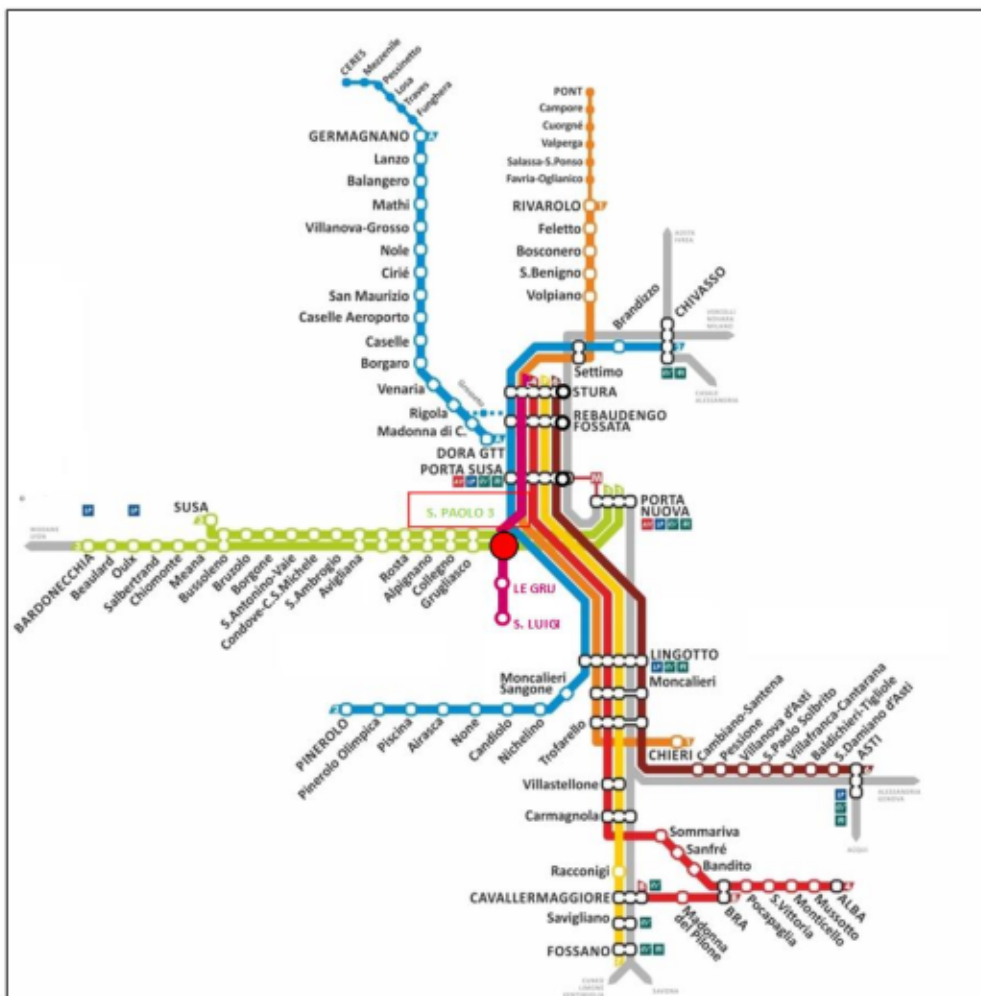 CERES
Mezzenile
Pessinetto
Losa
Traves
Funghera
GERMAGNANO
Lanzo
Balangero
Mathi
Villanova-Grosso
Nole
Cirié
San Maurizio
Caselle Aeroporto
Caselle
Borgaro
Venaria
Rigola
Madonna di C.
DORA GTT
PONT
Campore
Cuorgné
Valperga
Salassa-S.Ponso
Favria-Oglianico
RIVAROLO
Feletto
Bosconero
S.Benigno
Volpiano
Brandizzo
CHIVASSO
Settimo
STURA
REBAUDENGO
FOSSATA
PORTA SUSA
PORTA
NUOVA
S. PAOLO 3
SUSA
BARDONECCHIA
Beaulard
Oulx
Salbertrand
Chiomonte
Meana
Bussoleno
Bruzolo
Borgone
S.Antonino-Vaie
Condove-C.S.Michele
S.Ambrogio
Avigliana
Rosta
Alpignano
Collegno
Grugliasco
LE GRU
S. LUIGI
LINGOTTO
Moncalieri
Sangone
Moncalieri
PINEROLO
Pinerolo Olimpica
Piscina
Airasca
None
Candiolo
Nichelino
Trofarello
CHIERI
Cambiano-Santena
Pessione
Villanova d'Asti
S.Paolo Solbrito
Villafranca-Cantarana
Baldichieri-Tigliole
S.Damiano d'Asti
ASTI
Villastellone
Carmagnola
Sommariva
Sanfré
Bandito
Racconigi
CAVALLERMAGGIORE
Madonna
del Pilone
BRA
Pocapaglia
S.Vittoria
Monticello
Mussotto
ALBA
Savigliano
FOSSANO
SAVONA